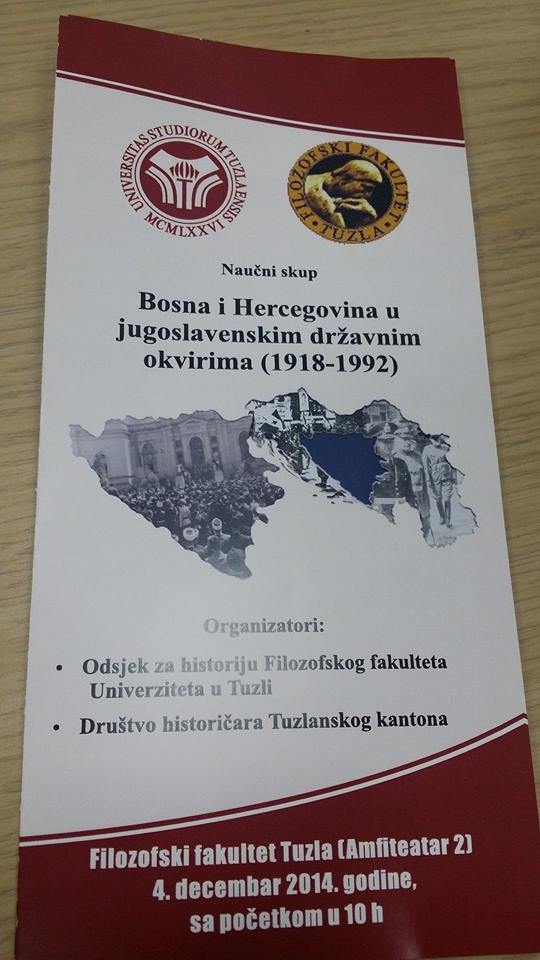 UNIVERSITAS STUDIORUM TUZLAENSIS
MCMLXXVI
FILOZOFSKI FAKULTET
TUZLA
Naučni skup
Bosna i Hercegovina u
jugoslavenskim državnim
okvirima (1918-1992)
Organizatori:
• Odsjek za historiju Filozofskog fakulteta
Univerziteta u Tuzli
• Društvo historičara Tuzlanskog kantona
Filozofski fakultet Tuzla (Amfiteatar 2)
4. decembar 2014. godine,
sa početkom u 10 h